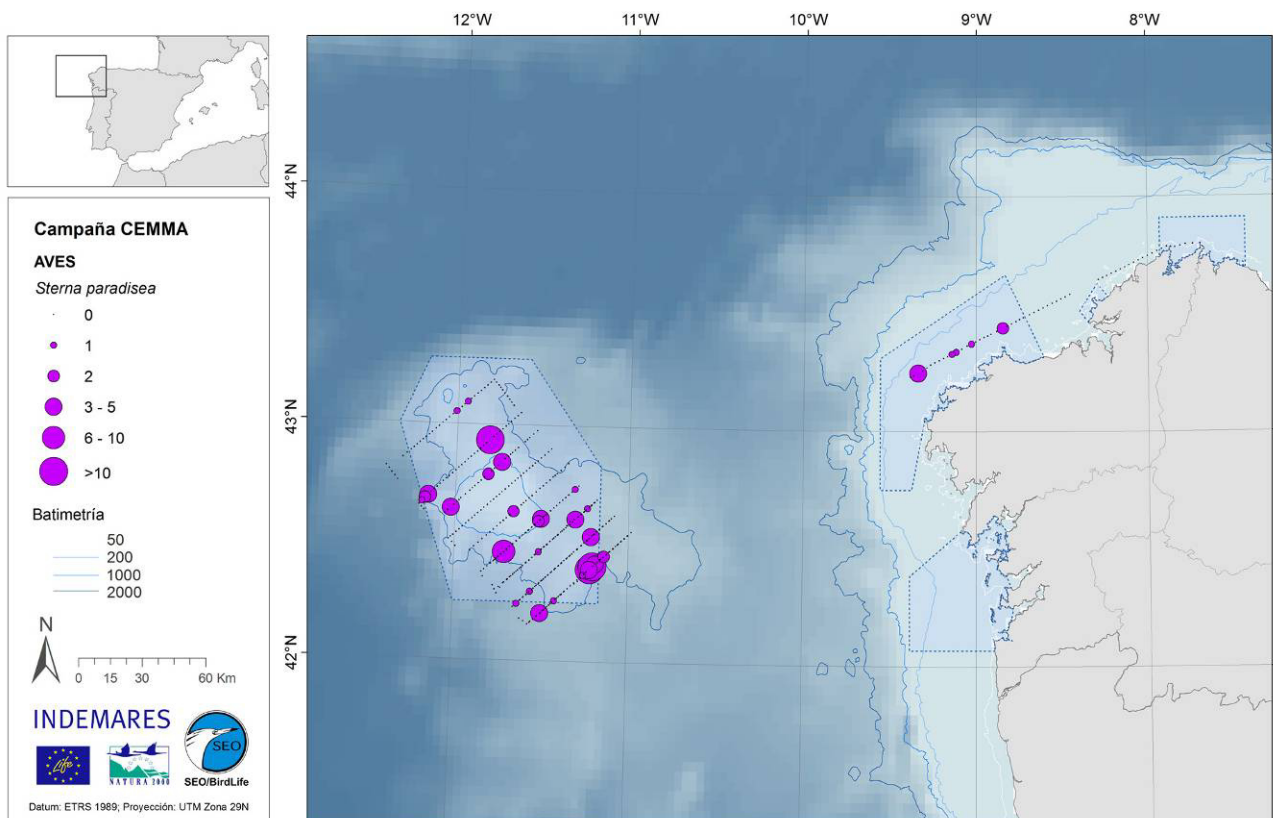 12°W
11°W
10°W
9°W
8°W
44°N
43°N
42°N
Campaña CEMMA
AVES
Sterna paradisea
0
1
2
3 - 5
6 - 10
>10
Batimetría
50
200
1000
2000
N
0 15 30 60 Km
INDEMARES
Life
NATURA 2000
SEO
SEO/BirdLife
Datum: ETRS 1989; Proyección: UTM Zona 29N